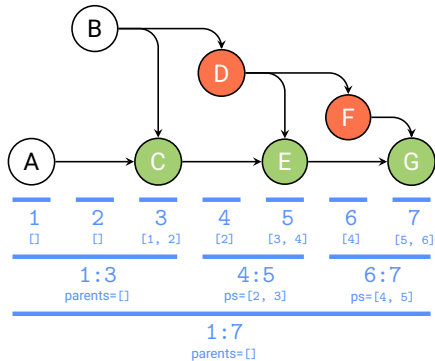 B
D
F
A C E G
1 2 3 4 5 6 7
[] [] [1, 2] [2] [3, 4] [4] [5, 6]
1:3 4:5 6:7
parents=[] ps=[2, 3] ps=[4, 5]
1:7
parents=[]